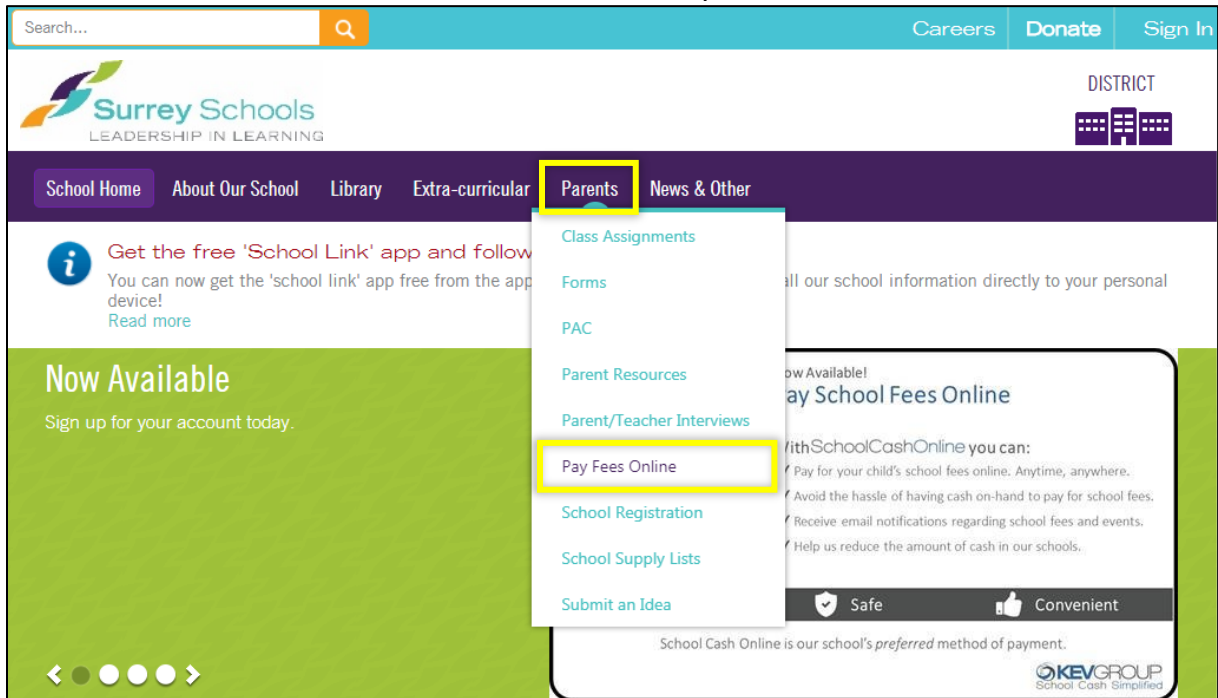 Search...
Careers Donate Sign In
Surrey Schools
LEADERSHIP IN LEARNING
DISTRICT
School Home About Our School Library Extra-curricular Parents News & Other
Get the free 'School Link' app and follow
You can now get the 'school link' app free from the app all our school information directly to your personal
device!
Read more
Class Assignments
Forms
PAC
Parent Resources
Parent/Teacher Interviews
Pay Fees Online
School Registration
School Supply Lists
Submit an Idea
Now Available
Sign up for your account today.
ow Available!
ay School Fees Online
ith SchoolCashOnline you can:
Pay for your child's school fees online. Anytime, anywhere.
Avoid the hassle of having cash on-hand to pay for school fees.
Receive email notifications regarding school fees and events.
Help us reduce the amount of cash in our schools.
Safe Convenient
School Cash Online is our school's preferred method of payment.
KEVGROUP
School Cash Simplified